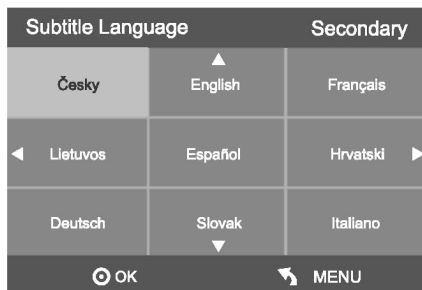 Subtitle Language Secondary
Česky English Français
Lietuvos Español Hrvatski
Deutsch Slovak Italiano
OK MENU